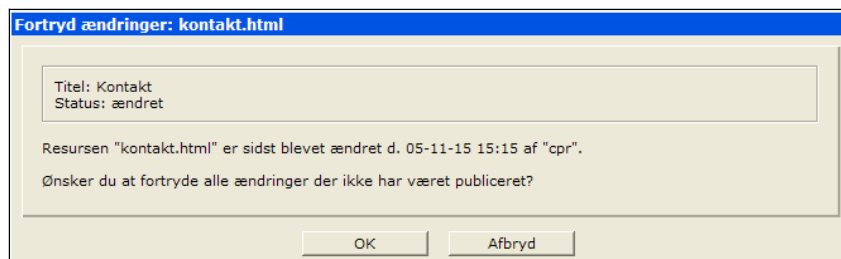 Fortryd ændringer: kontakt.html
Titel: Kontakt
Status: ændret
Resursen "kontakt.html" er sidst blevet ændret d. 05-11-15 15:15 af "cpr".
Ønsker du at fortryde alle ændringer der ikke har været publiceret?
OK
Afbryd